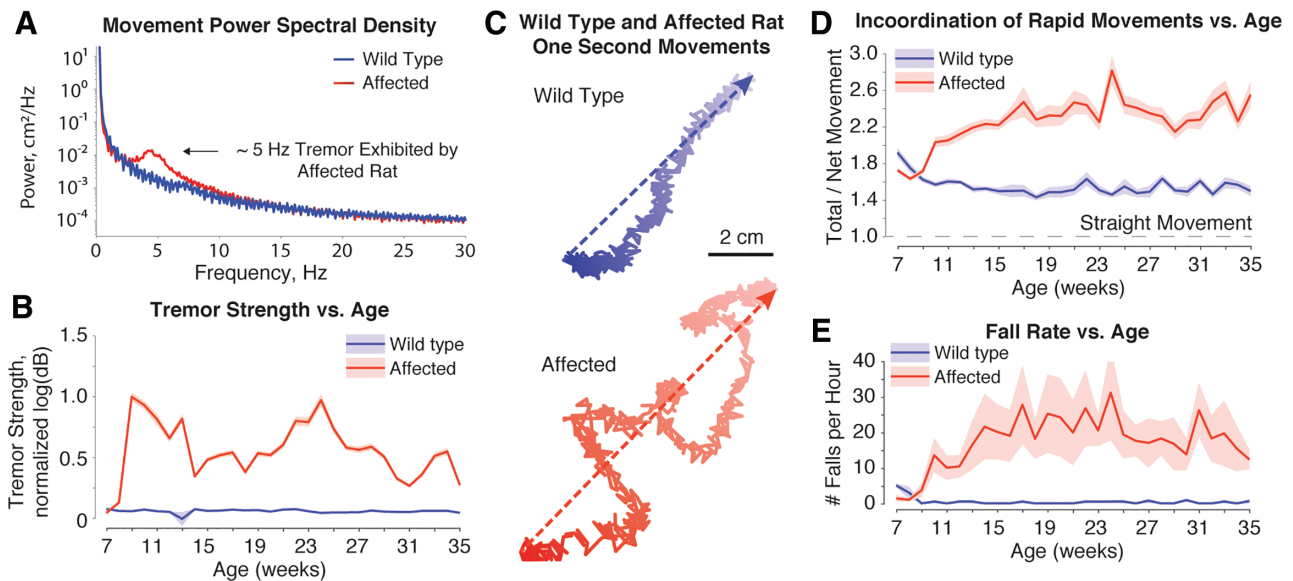 A
Movement Power Spectral Density
Wild Type
Affected
10¹
10⁰
10⁻¹
10⁻²
10⁻³
10⁻⁴
Power, cm²/Hz
~ 5 Hz Tremor Exhibited by
Affected Rat
0 5 10 15 20 25 30
Frequency, Hz
B
Tremor Strength vs. Age
Wild type
Affected
1.5
1.0
0.5
0
Tremor Strength,
normalized log(dB)
7 11 15 19 23 27 31 35
Age (weeks)
C
Wild Type and Affected Rat
One Second Movements
Wild Type
2 cm
Affected
D
Incoordination of Rapid Movements vs. Age
Wild type
Affected
3.0
2.6
2.2
1.8
1.4
1.0
Total / Net Movement
Straight Movement
7 11 15 19 23 27 31 35
Age (weeks)
E
Fall Rate vs. Age
Wild type
Affected
40
30
20
10
0
# Falls per Hour
7 11 15 19 23 27 31 35
Age (weeks)